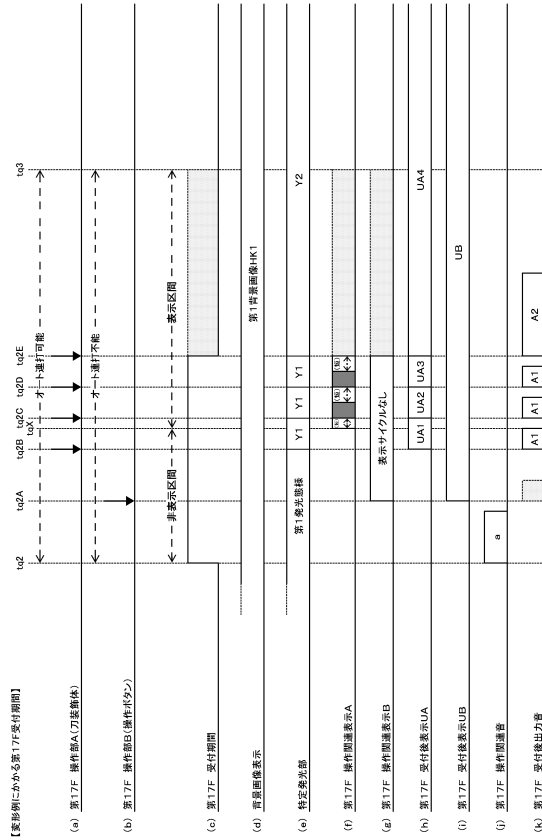 【変形例にかかる第17F受付期間】
tq2
tq2A
tq2B
tqX
tq2C
tq2D
tq2E
tq3
オート連打可能
(a) 第17F 操作部A(刀装飾体)
オート連打不能
(b) 第17F 操作部B(操作ボタン)
非表示区間
表示区間
(c) 第17F 受付期間
(d) 背景画像表示
第1背景画像HK1
(e) 特定発光部
第1発光態様
Y1
Y1
Y1
Y2
(f) 第17F 操作関連表示A
(g) 第17F 操作関連表示B
表示サイクルなし
(h) 第17F 受付後表示UA
UA1
UA2
UA3
UA4
(i) 第17F 受付後表示UB
UB
(j) 第17F 操作関連音
a
(k) 第17F 受付後出力音
A1
A1
A1
A2